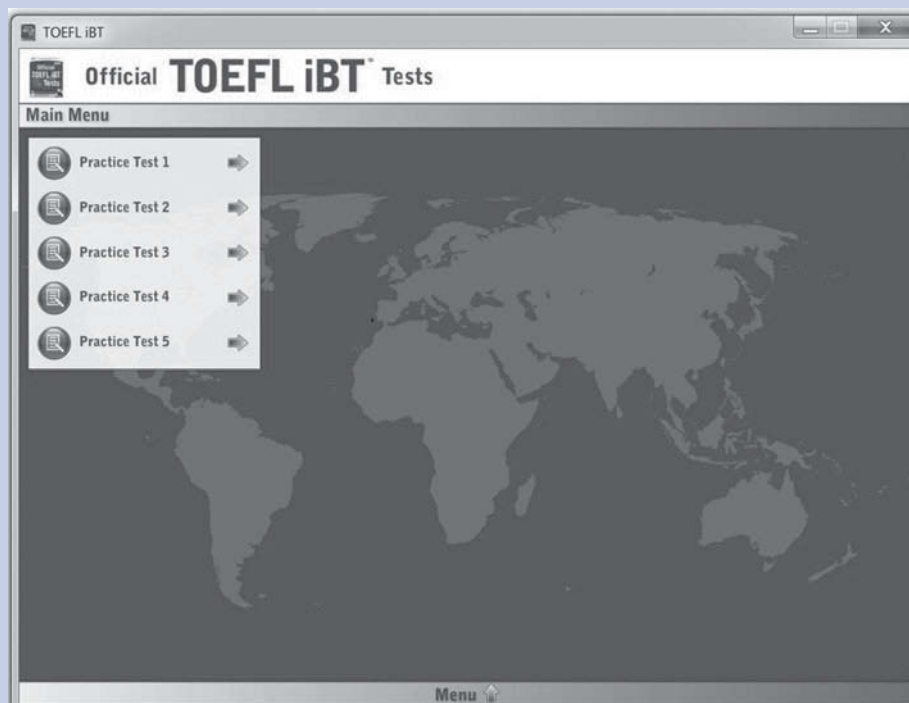 TOEFL iBT
Official TOEFL iBT™ Tests
Main Menu
Practice Test 1
Practice Test 2
Practice Test 3
Practice Test 4
Practice Test 5
Menu